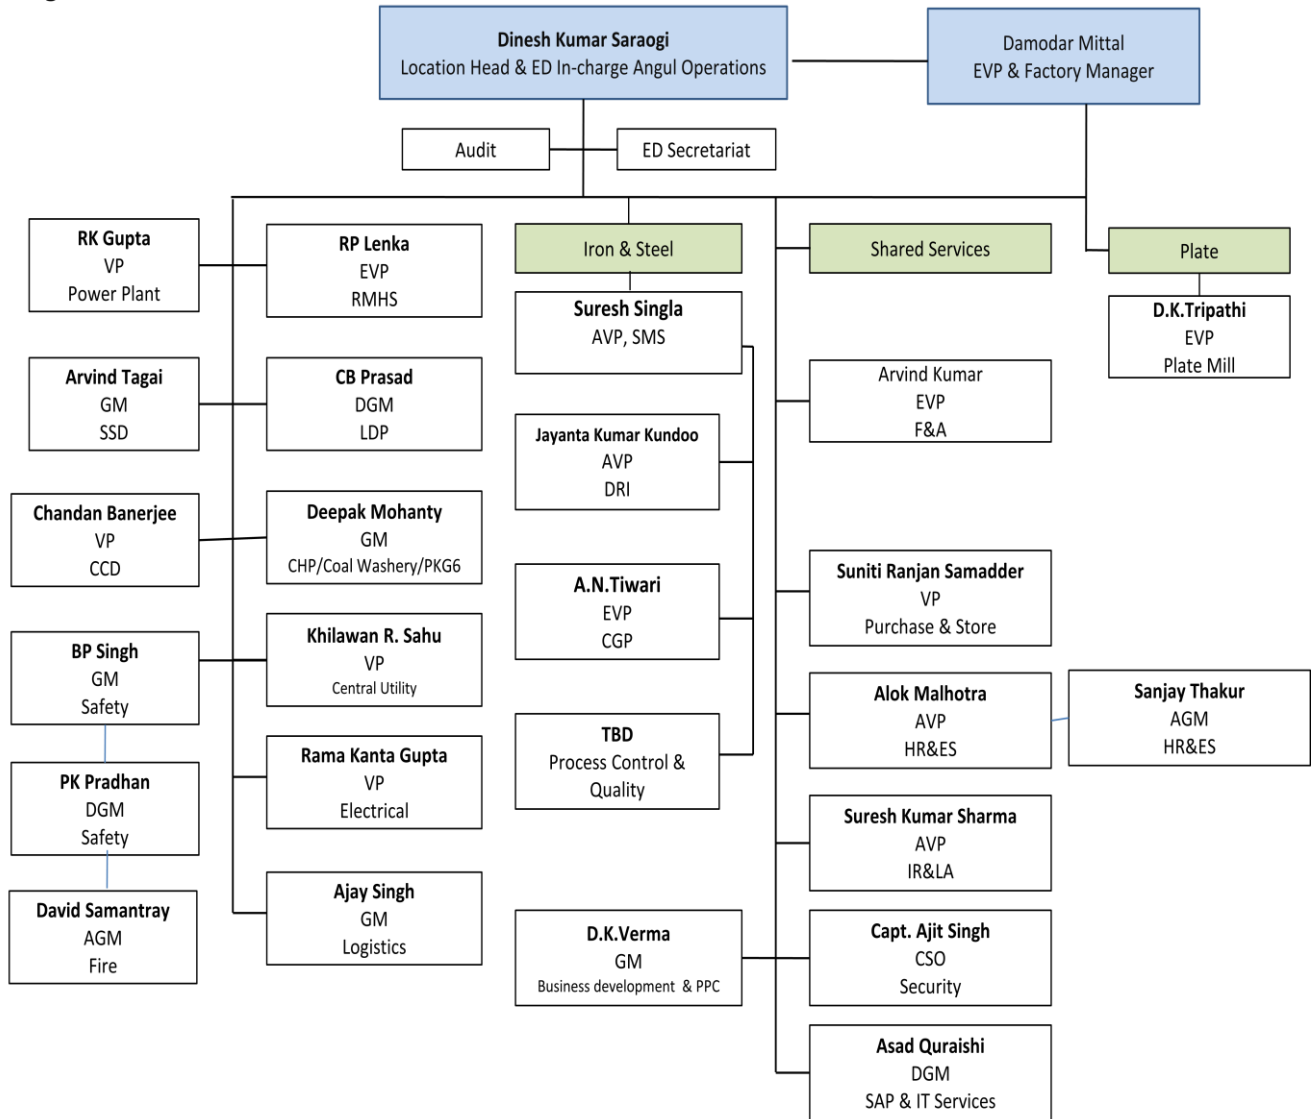 Dinesh Kumar Saraogi
Location Head & ED In-charge Angul Operations
Damodar Mittal
EVP & Factory Manager
Audit
ED Secretariat
RK Gupta
VP
Power Plant
RP Lenka
EVP
RMHS
Iron & Steel
Shared Services
Plate
Suresh Singla
AVP, SMS
D.K.Tripathi
EVP
Plate Mill
Arvind Tagai
GM
SSD
CB Prasad
DGM
LDP
Arvind Kumar
EVP
F&A
Jayanta Kumar Kundoo
AVP
DRI
Chandan Banerjee
VP
CCD
Deepak Mohanty
GM
CHP/Coal Washery/PKG6
A.N.Tiwari
EVP
CGP
Suniti Ranjan Samadder
VP
Purchase & Store
BP Singh
GM
Safety
Khilawan R. Sahu
VP
Central Utility
Alok Malhotra
AVP
HR&ES
Sanjay Thakur
AGM
HR&ES
TBD
Process Control &
Quality
PK Pradhan
DGM
Safety
Rama Kanta Gupta
VP
Electrical
Suresh Kumar Sharma
AVP
IR&LA
David Samantray
AGM
Fire
Ajay Singh
GM
Logistics
D.K.Verma
GM
Business development & PPC
Capt. Ajit Singh
CSO
Security
Asad Quraishi
DGM
SAP & IT Services